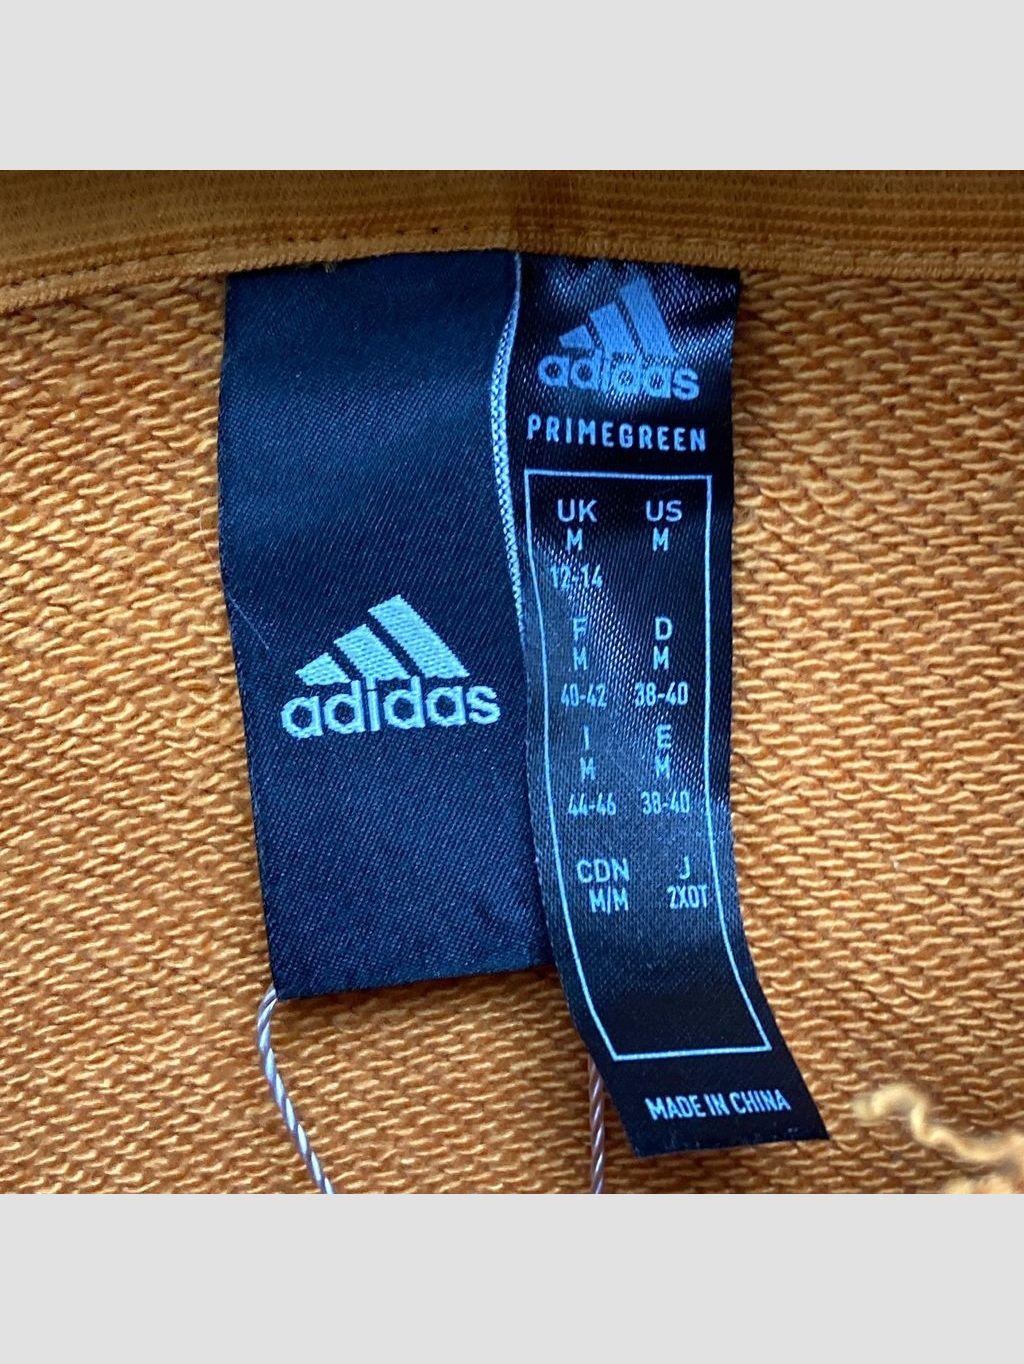 adidas
adidas
PRIMEGREEN
UK US
M M
12-14
F D
M M
40-42 38-40
I E
M M
44-46 38-40
CDN J
M/M 2XOT
MADE IN CHINA